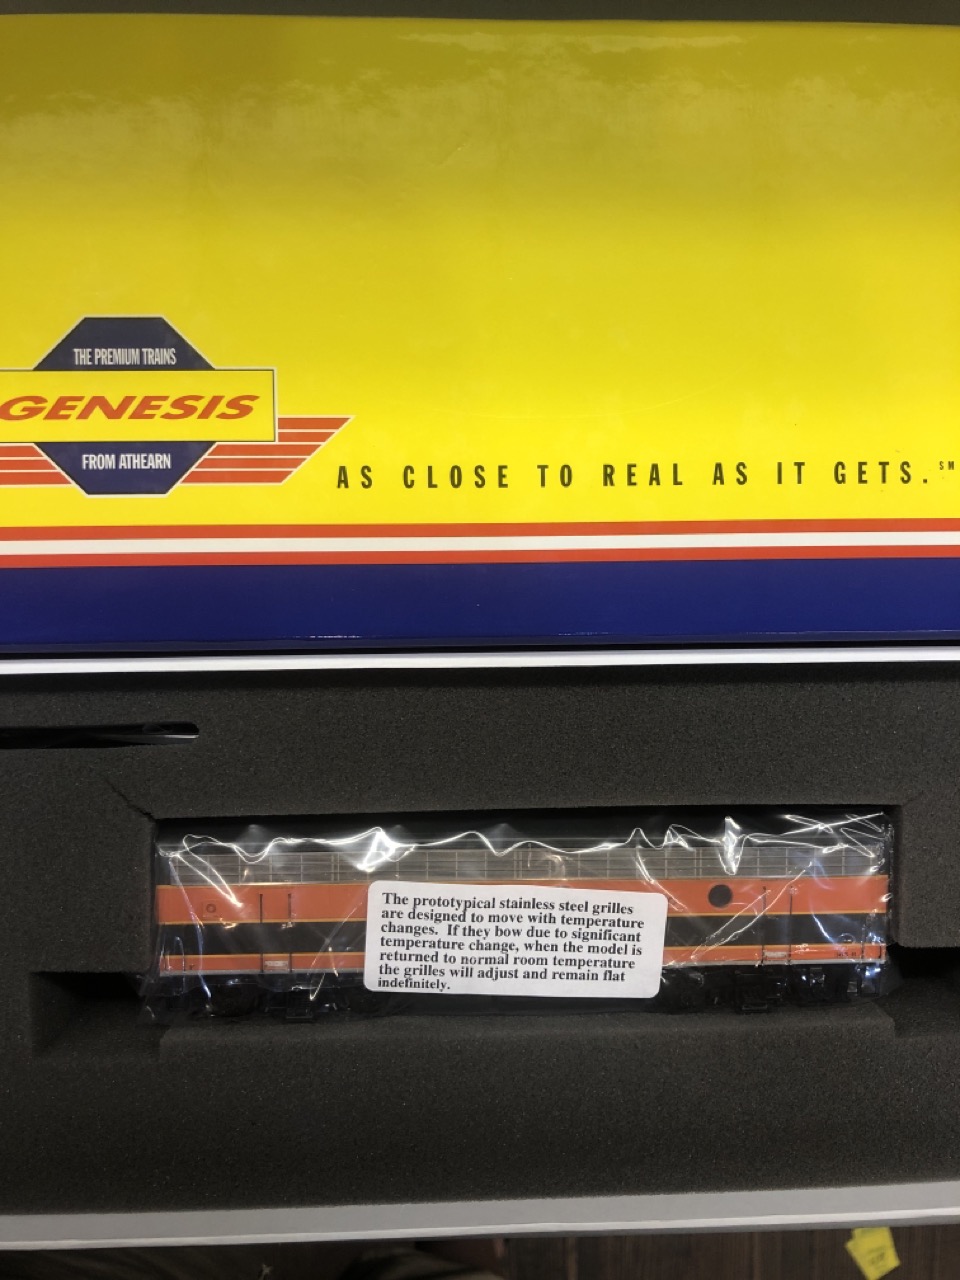 THE PREMIUM TRAINS
GENESIS
FROM ATHEARN
AS CLOSE TO REAL AS IT GETS.℠
The prototypical stainless steel grilles
are designed to move with temperature
changes. If they bow due to significant
temperature change, when the model is
returned to normal room temperature
the grilles will adjust and remain flat
indefinitely.